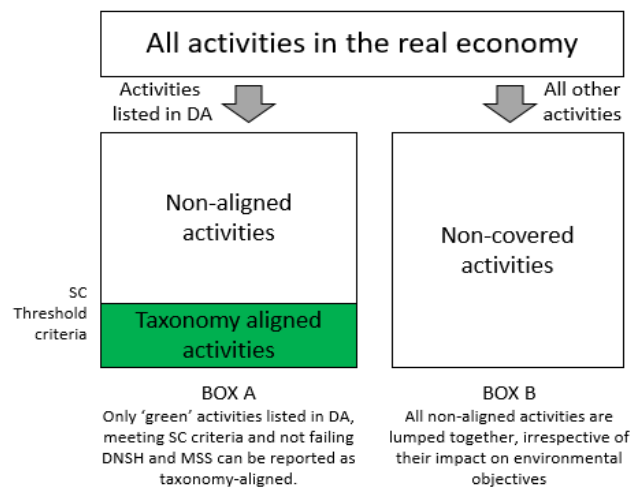 All activities in the real economy
Activities
listed in DA
All other
activities
Non-aligned
activities
Non-covered
activities
SC
Threshold
criteria
Taxonomy aligned
activities
BOX A
Only ‘green’ activities listed in DA,
meeting SC criteria and not failing
DNSH and MSS can be reported as
taxonomy-aligned.
BOX B
All non-aligned activities are
lumped together, irrespective of
their impact on environmental
objectives